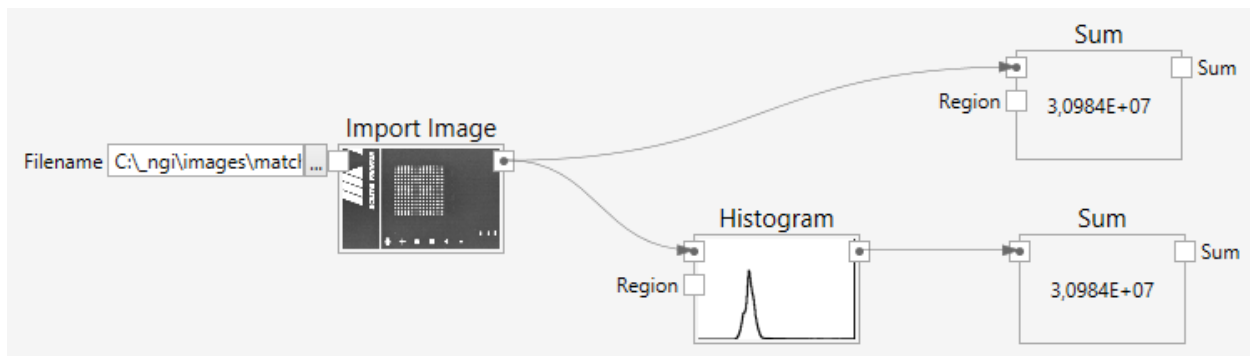 Sum
Sum
Region
3,0984E+07
Import Image
Filename C:\_ngi\images\matcl ...
Histogram
Sum
Sum
Region
3,0984E+07